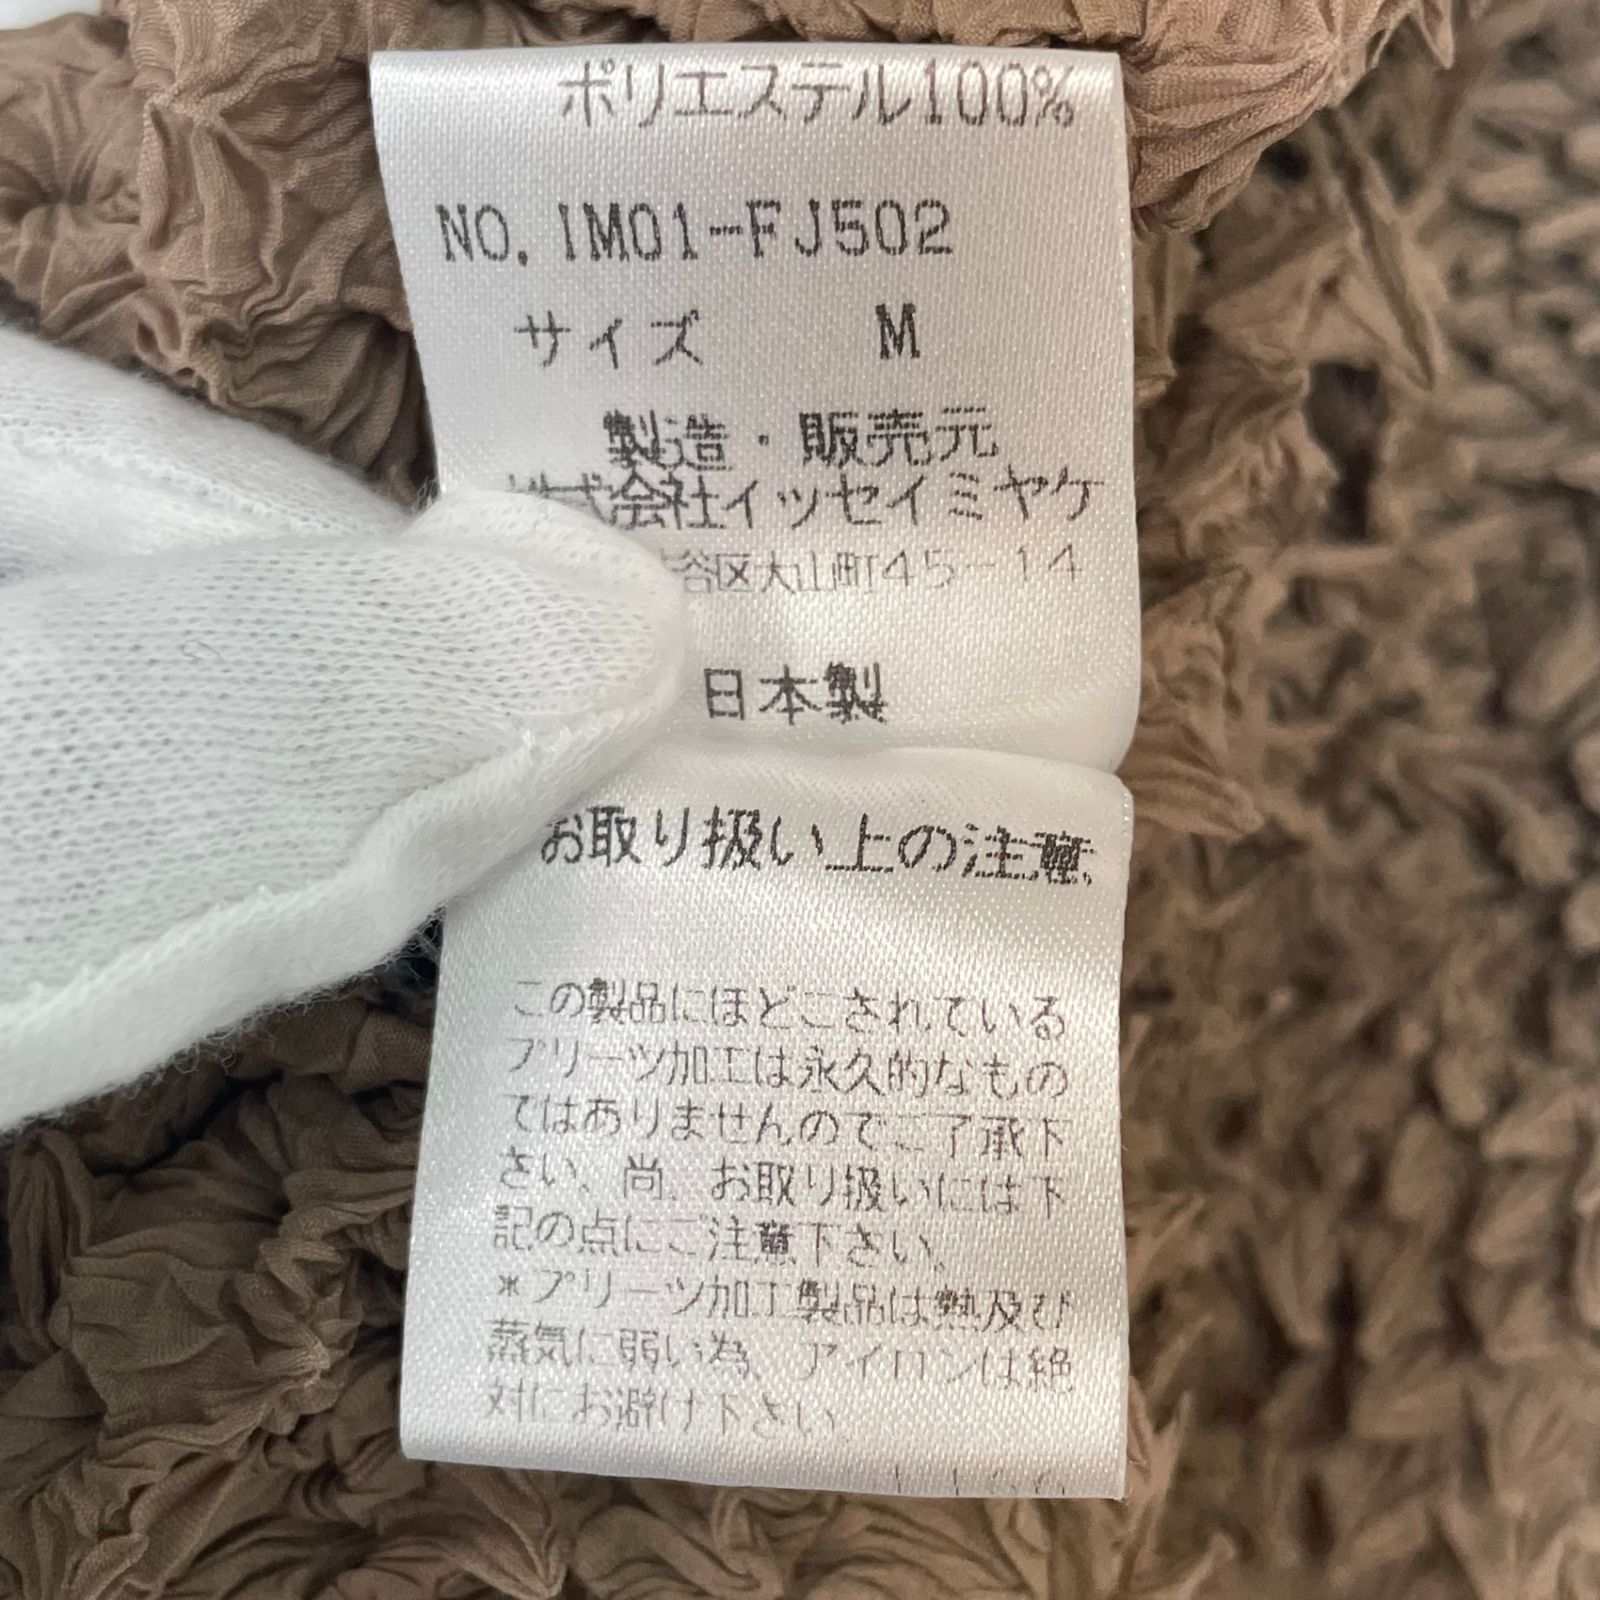 ポリエステル100%
NO. IM01-FJ502
サイズ M
製造・販売元
式会社イッセイミヤケ
谷区大山町45-14
日本製
お取り扱い上の注意
この製品にほどこされている
プリーツ加工は永久的なもの
ではありませんのでご了承下
さい、尚、お取り扱いには下
記の点にご注意下さい、
*プリーツ加工製品は熱及び
蒸気に弱い為、アイロンは絶
対にお避け下さい